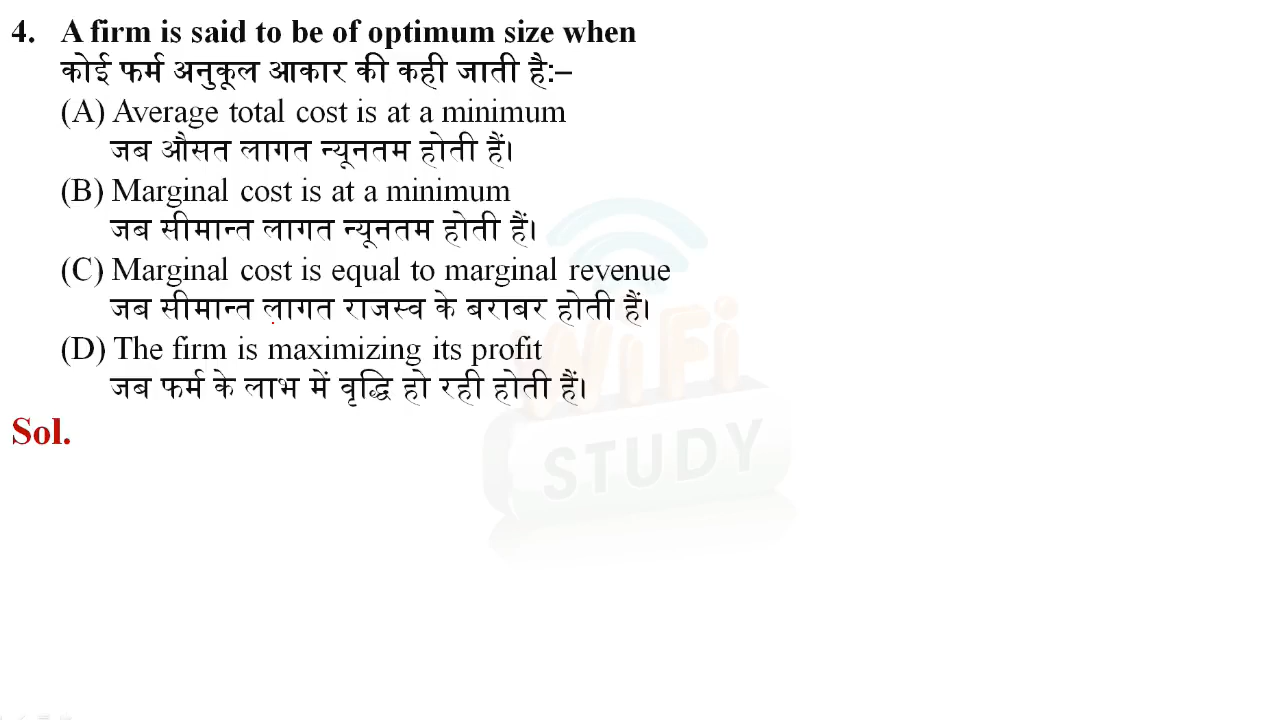 4. A firm is said to be of optimum size when
कोई फर्म अनुकूल आकार की कही जाती है:–
(A) Average total cost is at a minimum
जब औसत लागत न्यूनतम होती हैं।
(B) Marginal cost is at a minimum
जब सीमान्त लागत न्यूनतम होती हैं।
(C) Marginal cost is equal to marginal revenue
जब सीमान्त लागत राजस्व के बराबर होती हैं।
(D) The firm is maximizing its profit
जब फर्म के लाभ में वृद्धि हो रही होती हैं।
Sol.
WiFi
STUDY